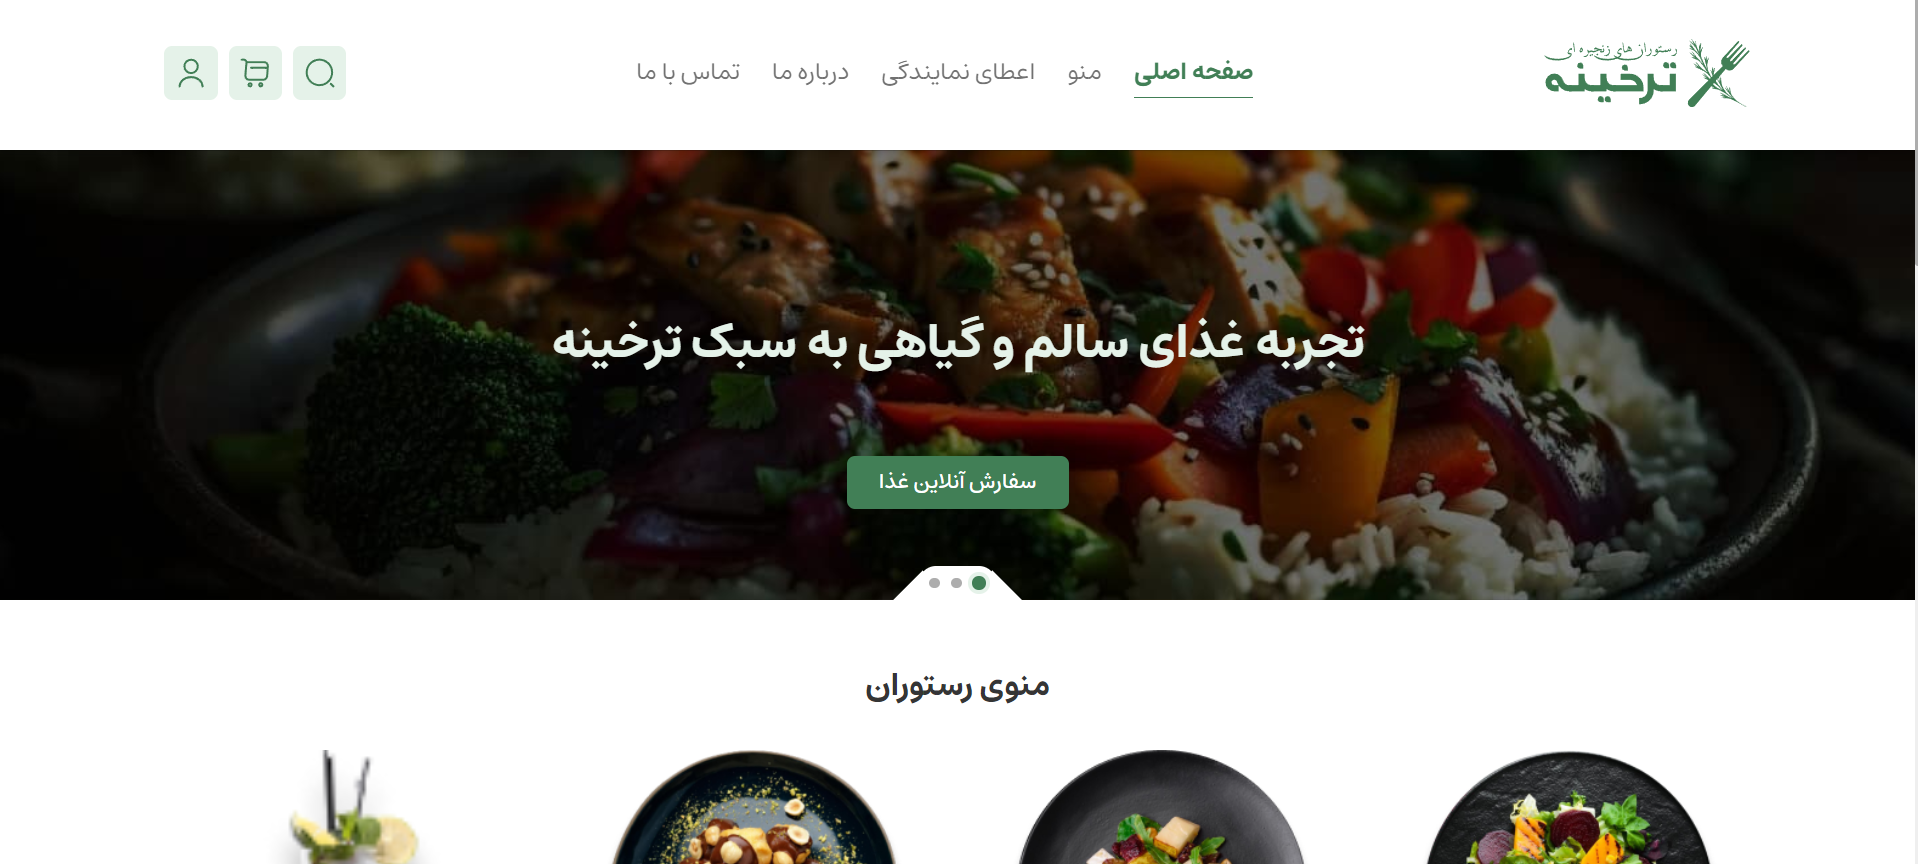 رستوران های زنجیره ای
ترخینه
صفحه اصلی
منو
اعطای نمایندگی
درباره ما
تماس با ما
تجربه غذای سالم و گیاهی به سبک ترخینه
سفارش آنلاین غذا
منوی رستوران